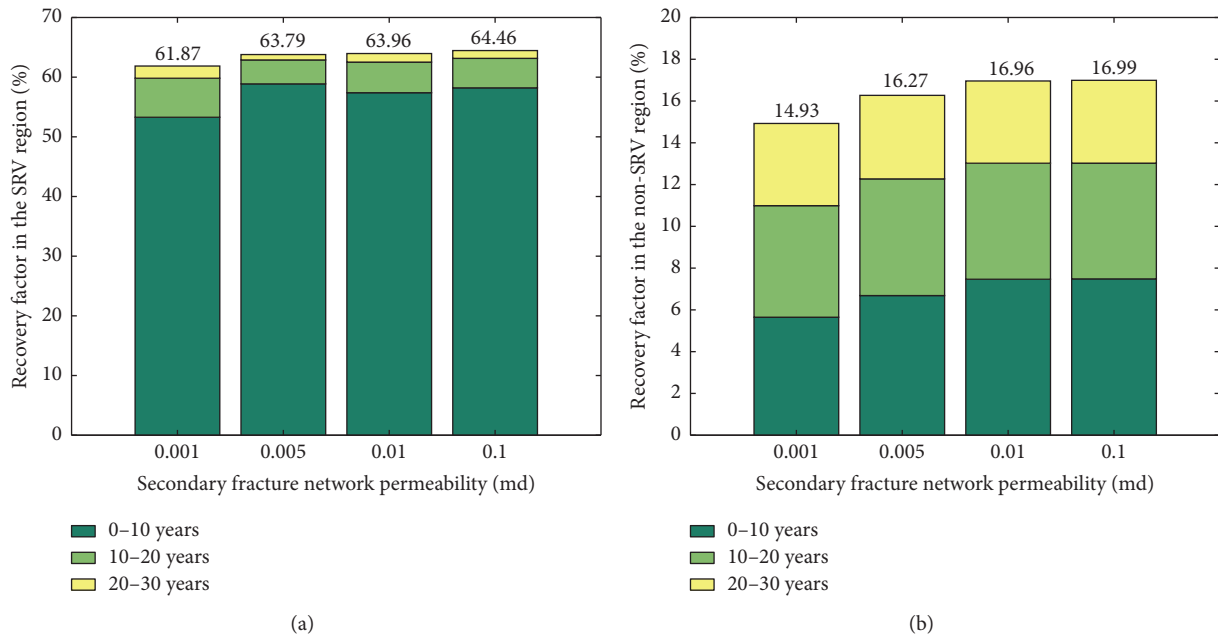 Recovery factor in the SRV region (%)
70
60
50
40
30
20
10
0
61.87
63.79
63.96
64.46
0.001
0.005
0.01
0.1
Secondary fracture network permeability (md)
0–10 years
10–20 years
20–30 years
(a)
Recovery factor in the non-SRV region (%)
20
18
16
14
12
10
8
6
4
2
0
14.93
16.27
16.96
16.99
0.001
0.005
0.01
0.1
Secondary fracture network permeability (md)
0–10 years
10–20 years
20–30 years
(b)